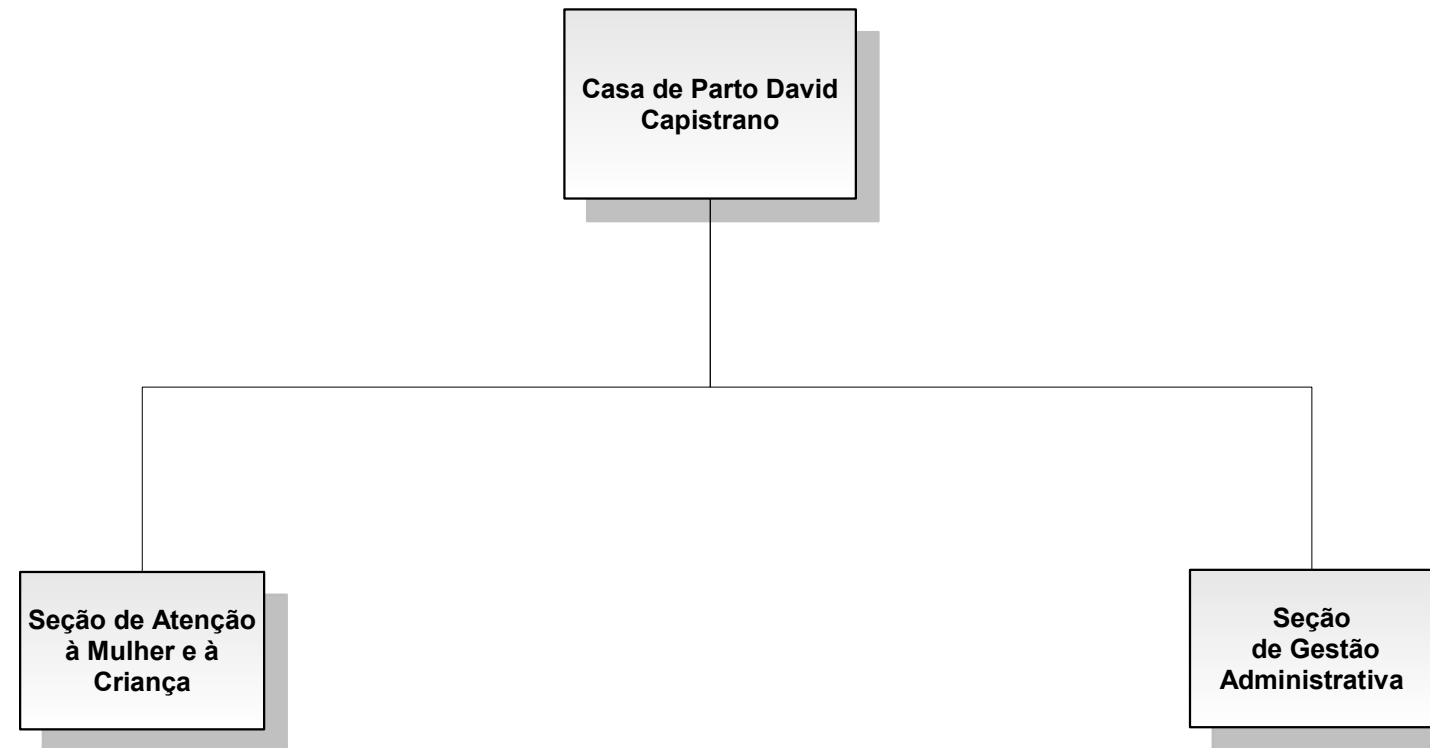 Casa de Parto David
Capistrano
Seção de Atenção
à Mulher e à
Criança
Seção
de Gestão
Administrativa